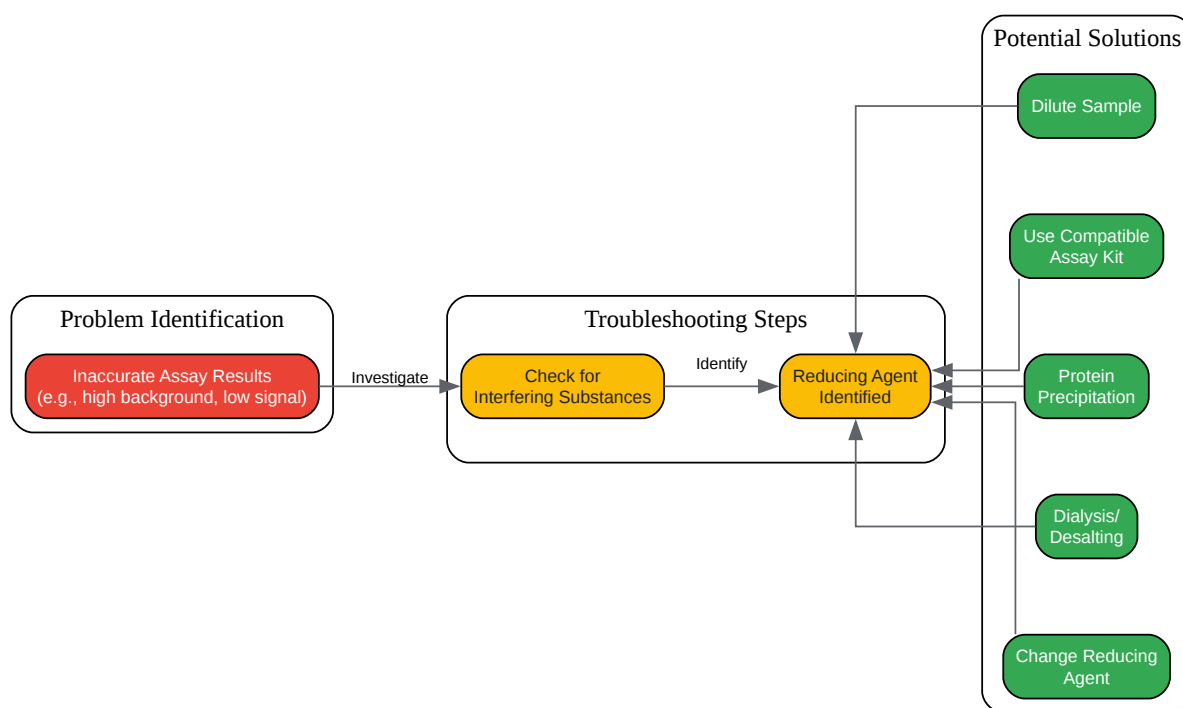 Problem Identification
Inaccurate Assay Results
(e.g., high background, low signal)
Investigate
Troubleshooting Steps
Check for
Interfering Substances
Identify
Reducing Agent
Identified
Potential Solutions
Dilute Sample
Use Compatible
Assay Kit
Protein
Precipitation
Dialysis/
Desalting
Change Reducing
Agent